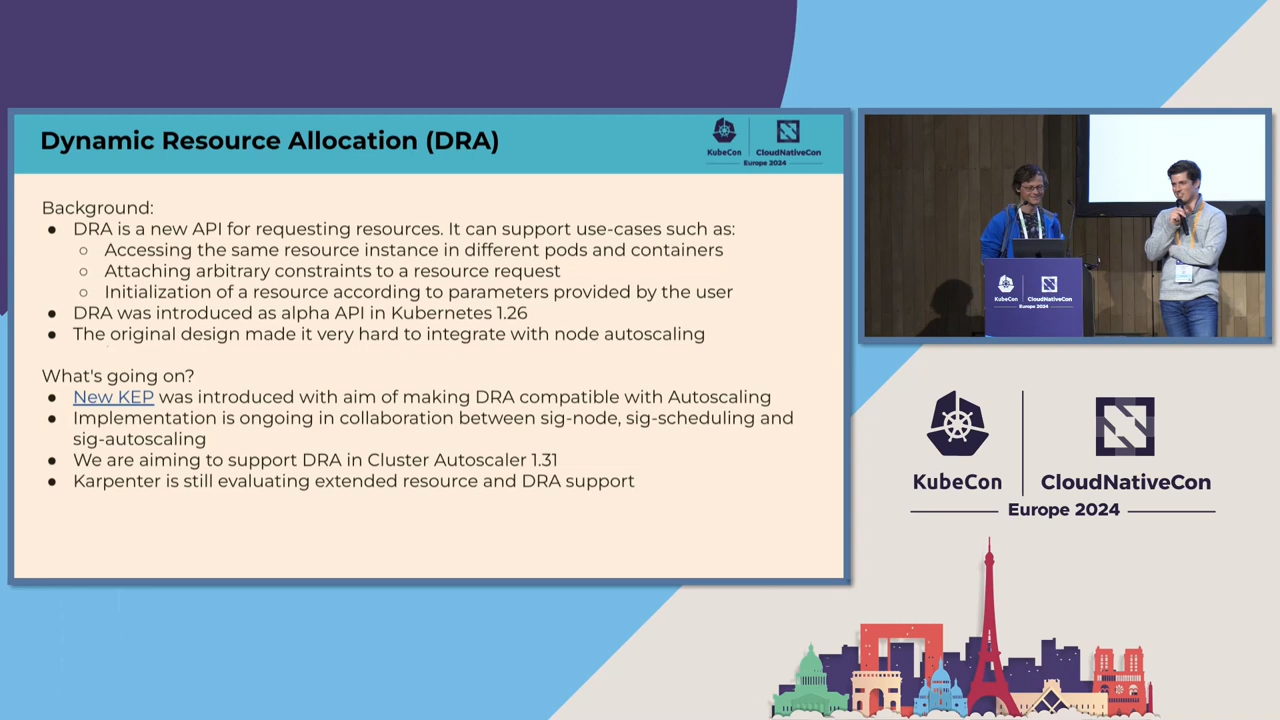 Dynamic Resource Allocation (DRA)
KubeCon
CloudNativeCon
Europe 2024
Background:
● DRA is a new API for requesting resources. It can support use-cases such as:
○ Accessing the same resource instance in different pods and containers
○ Attaching arbitrary constraints to a resource request
○ Initialization of a resource according to parameters provided by the user
● DRA was introduced as alpha API in Kubernetes 1.26
● The original design made it very hard to integrate with node autoscaling
What's going on?
● New KEP was introduced with aim of making DRA compatible with Autoscaling
● Implementation is ongoing in collaboration between sig-node, sig-scheduling and
sig-autoscaling
● We are aiming to support DRA in Cluster Autoscaler 1.31
● Karpenter is still evaluating extended resource and DRA support
KubeCon
CloudNativeCon
Europe 2024
KubeCon
CloudNativeCon
Europe 2024